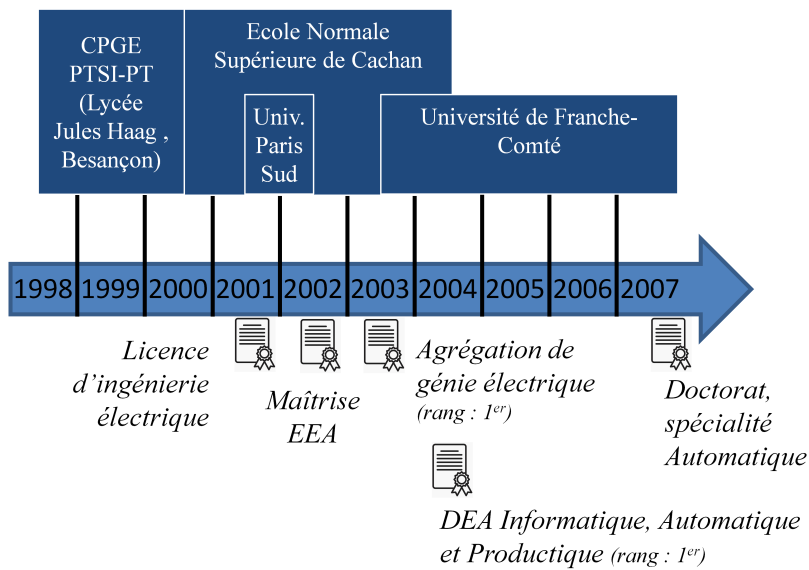 CPGE
PTSI-PT
(Lycée
Jules Haag ,
Besançon)
Ecole Normale
Supérieure de Cachan
Univ.
Paris
Sud
Université de Franche-
Comté
1998 1999 2000 2001 2002 2003 2004 2005 2006 2007
Licence
d’ingénierie
électrique
Maîtrise
EEA
Agrégation de
génie électrique
(rang : 1er)
Doctorat,
spécialité
Automatique
DEA Informatique, Automatique
et Productique (rang : 1er)